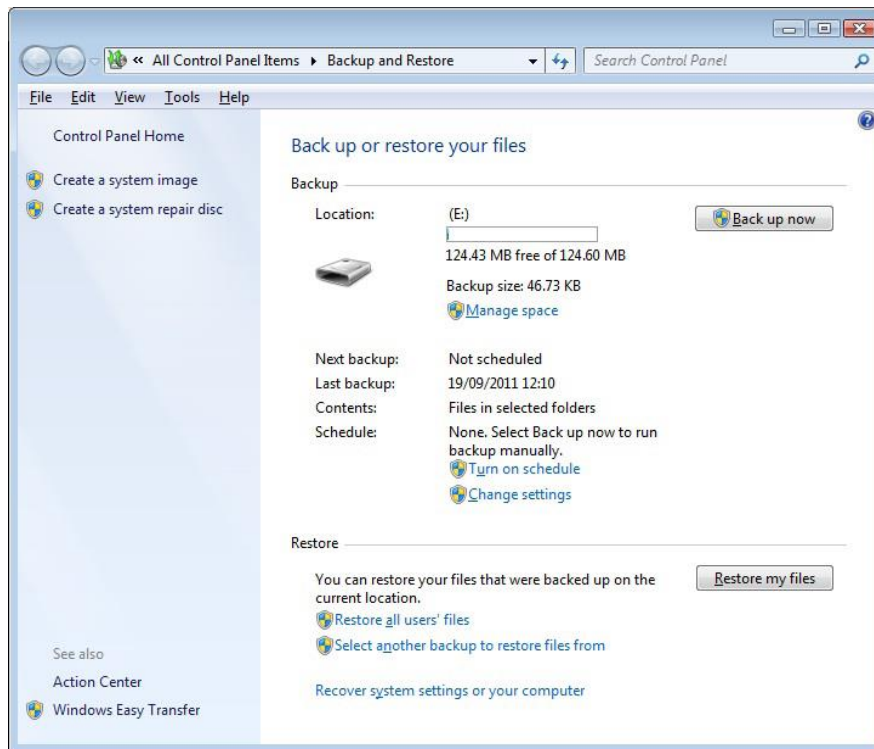 « All Control Panel Items ▸ Backup and Restore
Search Control Panel
File Edit View Tools Help
Control Panel Home
Create a system image
Create a system repair disc
Back up or restore your files
Backup
Location: (E:) Back up now
124.43 MB free of 124.60 MB
Backup size: 46.73 KB
Manage space
Next backup: Not scheduled
Last backup: 19/09/2011 12:10
Contents: Files in selected folders
Schedule: None. Select Back up now to run
backup manually.
Turn on schedule
Change settings
Restore
You can restore your files that were backed up on the Restore my files
current location.
Restore all users' files
Select another backup to restore files from
Recover system settings or your computer
See also
Action Center
Windows Easy Transfer